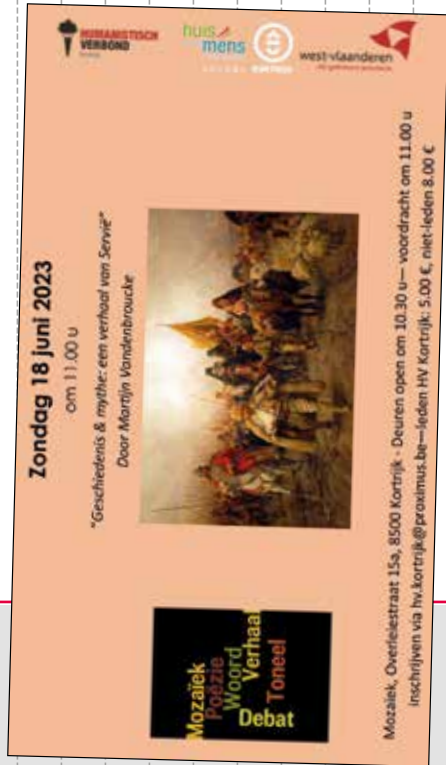 HUMANISTISCH
VERBOND
huis
mens
west-vlaanderen
Zondag 18 juni 2023
om 11.00 u
"Geschiedenis & mythe: een verhaal van Servië"
Door Martijn Vandenbroucke
Mozaïek
Poëzie
Woord
Verhaal
Toneel
Debat
Mozaïek, Overleiestraat 15a, 8500 Kortrijk - Deuren open om 10.30 u— voordracht om 11.00 u
inschrijven via hv.kortrijk@proximus.be—leden HV Kortrijk: 5.00 €, niet-leden 8.00 €